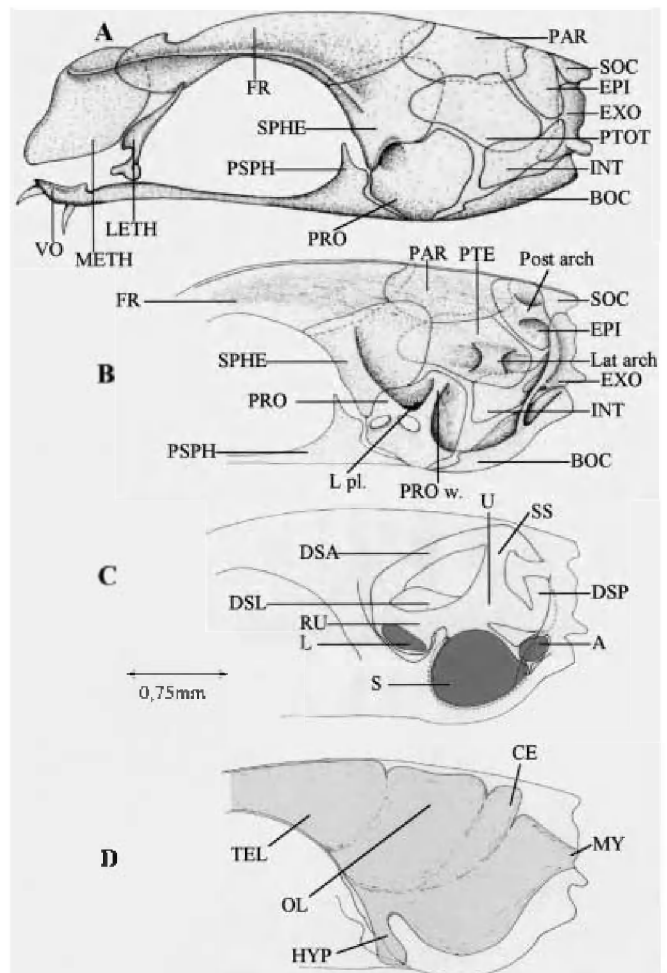 A
PAR
SOC
EPI
FR
EXO
SPHE
PTOT
PSPH
INT
BOC
PRO
LETH
VO
METH
PAR PTE
Post arch
FR
SOC
EPI
SPHE
Lat arch
B
EXO
PRO
INT
PSPH
BOC
L pl.
PRO w.
U
SS
DSA
C
DSL
DSP
RU
L
A
S
0,75mm
CE
D
TEL
MY
OL
HYP